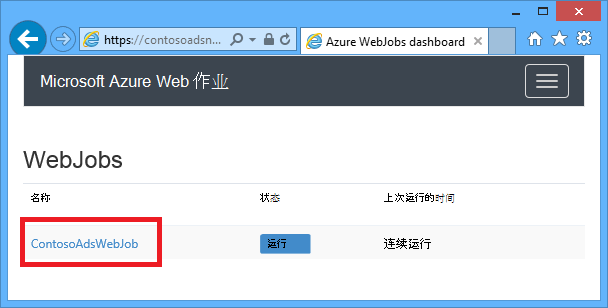 https://contosoadsn...
Azure WebJobs dashboard
Microsoft Azure Web 作业
WebJobs
名称 状态 上次运行的时间
ContosoAdsWebJob 运行 连续运行